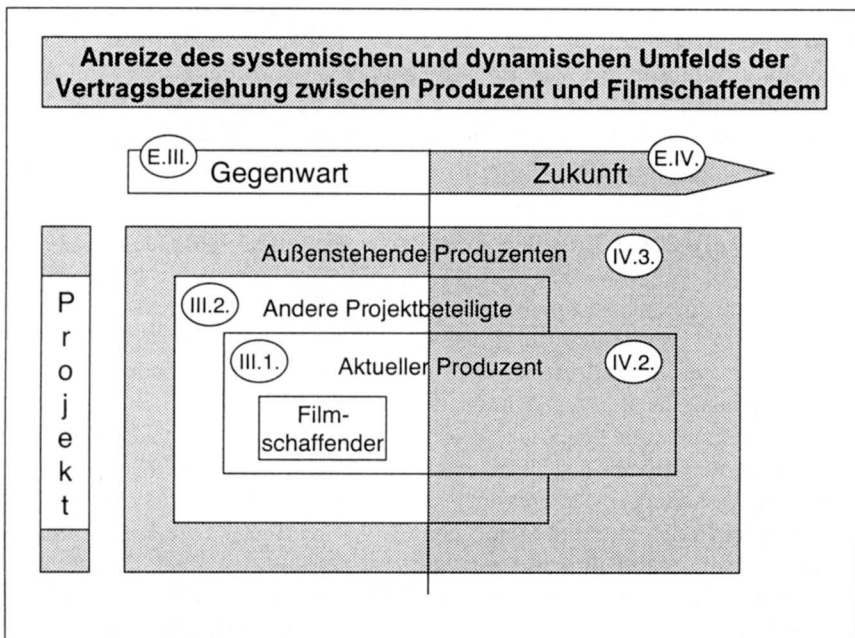 Anreize des systemischen und dynamischen Umfelds der
Vertragsbeziehung zwischen Produzent und Filmschaffendem
E.III. Gegenwart Zukunft E.IV.
Außenstehende Produzenten IV.3.
III.2. Andere Projektbeteiligte
III.1. Aktueller Produzent IV.2.
Film-
schaffender
Projekt